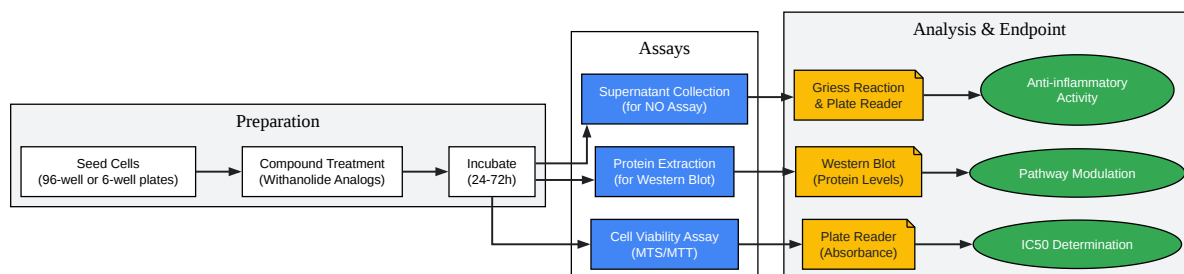 Preparation
Seed Cells
(96-well or 6-well plates)
Compound Treatment
(Withanolide Analogs)
Incubate
(24-72h)
Assays
Supernatant Collection
(for NO Assay)
Protein Extraction
(for Western Blot)
Cell Viability Assay
(MTS/MTT)
Analysis & Endpoint
Griess Reaction
& Plate Reader
Anti-inflammatory
Activity
Western Blot
(Protein Levels)
Pathway Modulation
Plate Reader
(Absorbance)
IC50 Determination